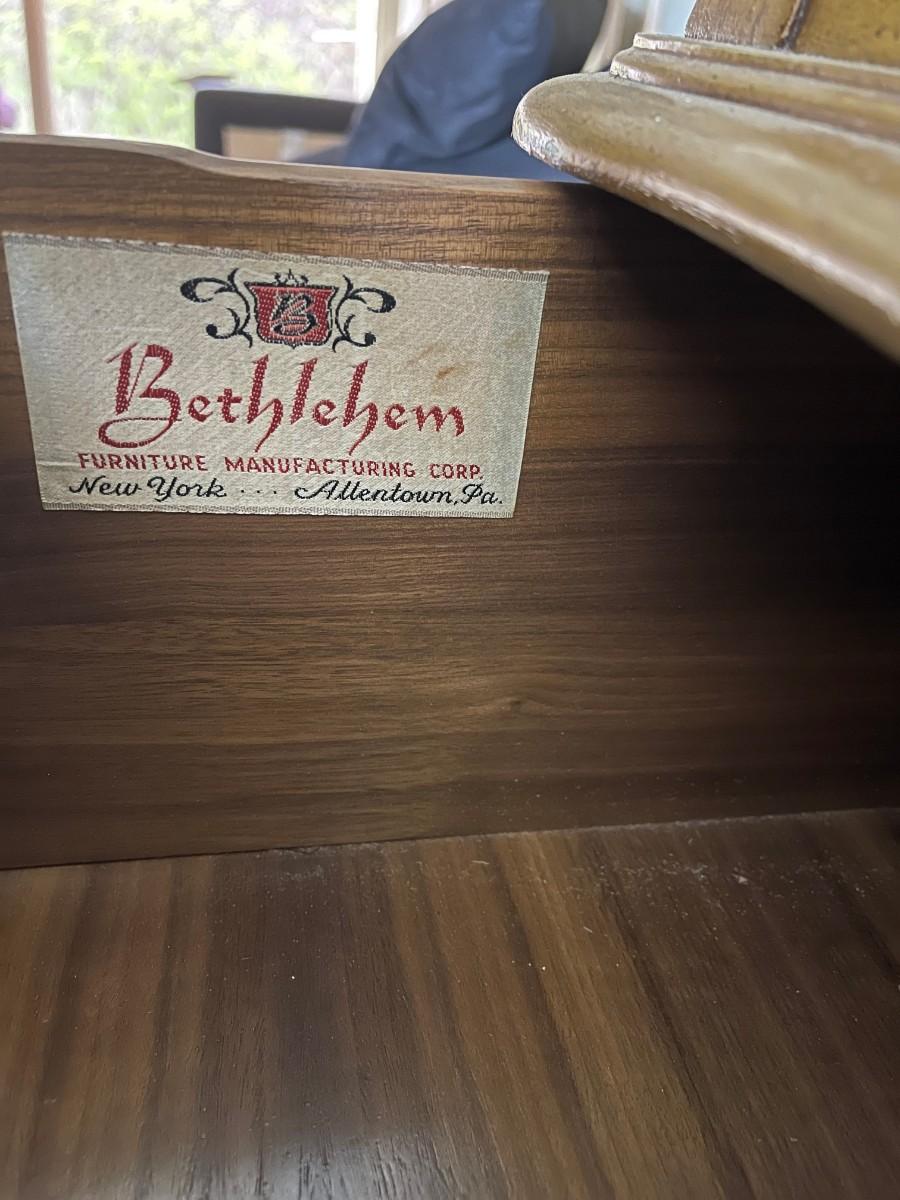 B
Bethlehem
FURNITURE MANUFACTURING CORP.
New York ... Allentown, Pa.